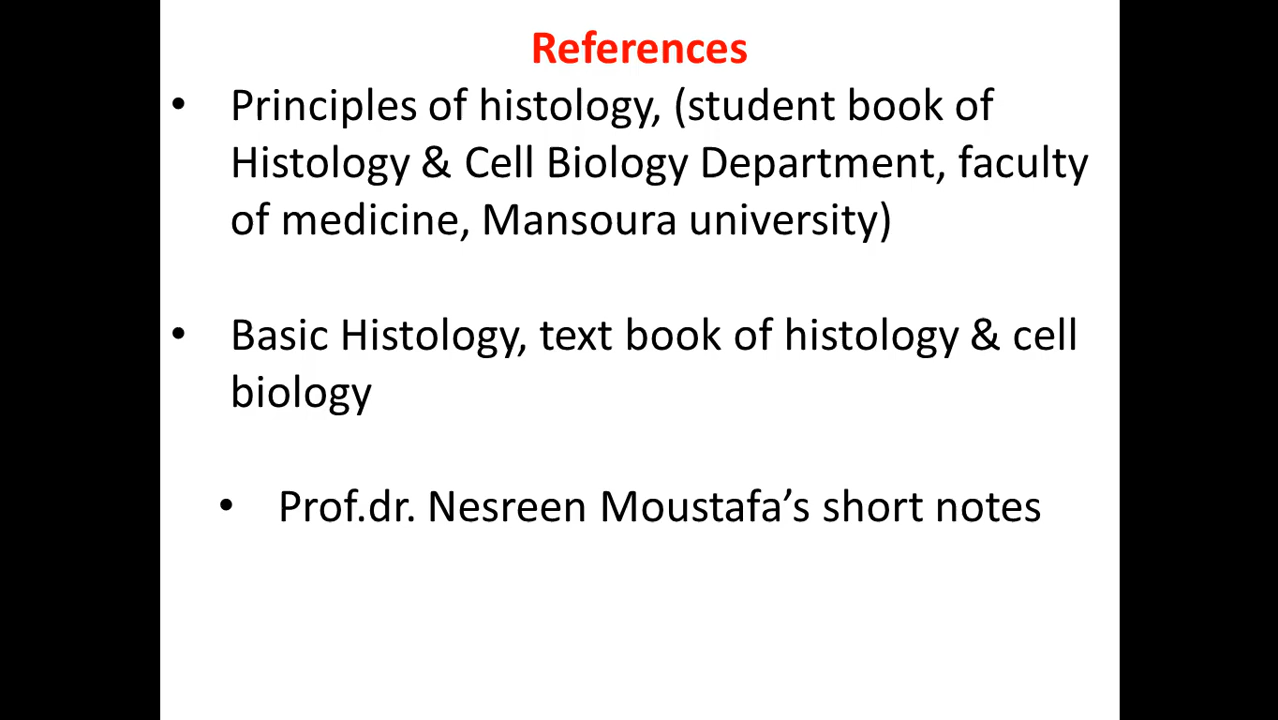 References
• Principles of histology, (student book of
Histology & Cell Biology Department, faculty
of medicine, Mansoura university)
• Basic Histology, text book of histology & cell
biology
• Prof.dr. Nesreen Moustafa’s short notes